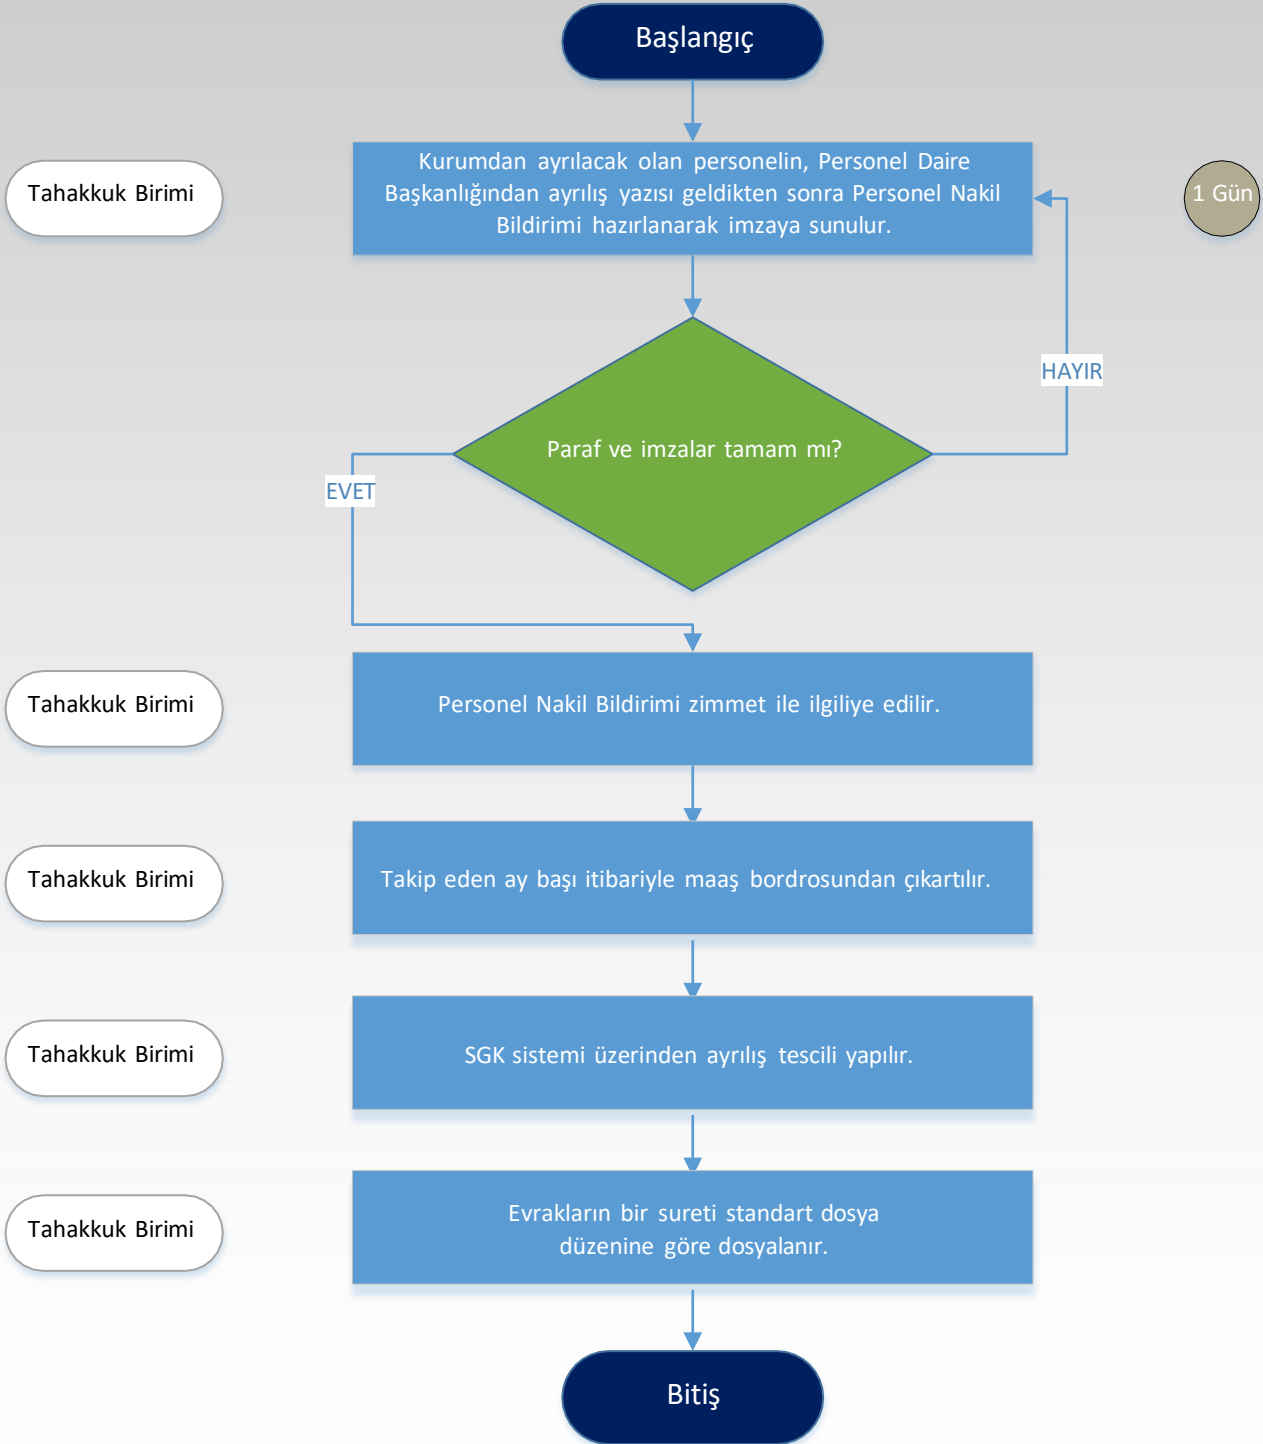 Başlangıç
Tahakkuk Birimi
Kurumdan ayrılacak olan personelin, Personel Daire
Başkanlığından ayrılış yazısı geldikten sonra Personel Nakil
Bildirimi hazırlanarak imzaya sunulur.
1 Gün
HAYIR
Paraf ve imzalar tamam mı?
EVET
Tahakkuk Birimi
Personel Nakil Bildirimi zimmet ile ilgiliye edilir.
Tahakkuk Birimi
Takip eden ay başı itibariyle maaş bordrosundan çıkartılır.
Tahakkuk Birimi
SGK sistemi üzerinden ayrılış tescili yapılır.
Tahakkuk Birimi
Evrakların bir sureti standart dosya
düzenine göre dosyalanır.
Bitiş